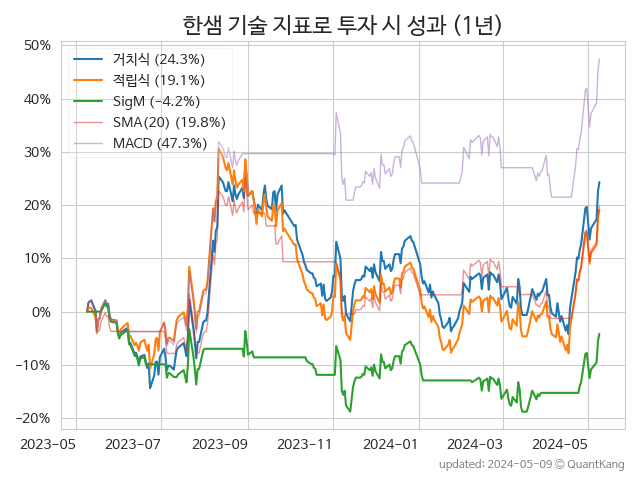 한샘 기술 지표로 투자 시 성과 (1년)
50%
40%
30%
20%
10%
0%
−10%
−20%
거치식 (24.3%)
적립식 (19.1%)
SigM (−4.2%)
SMA(20) (19.8%)
MACD (47.3%)
2023-05 2023-07 2023-09 2023-11 2024-01 2024-03 2024-05
updated: 2024-05-09 © QuantKang